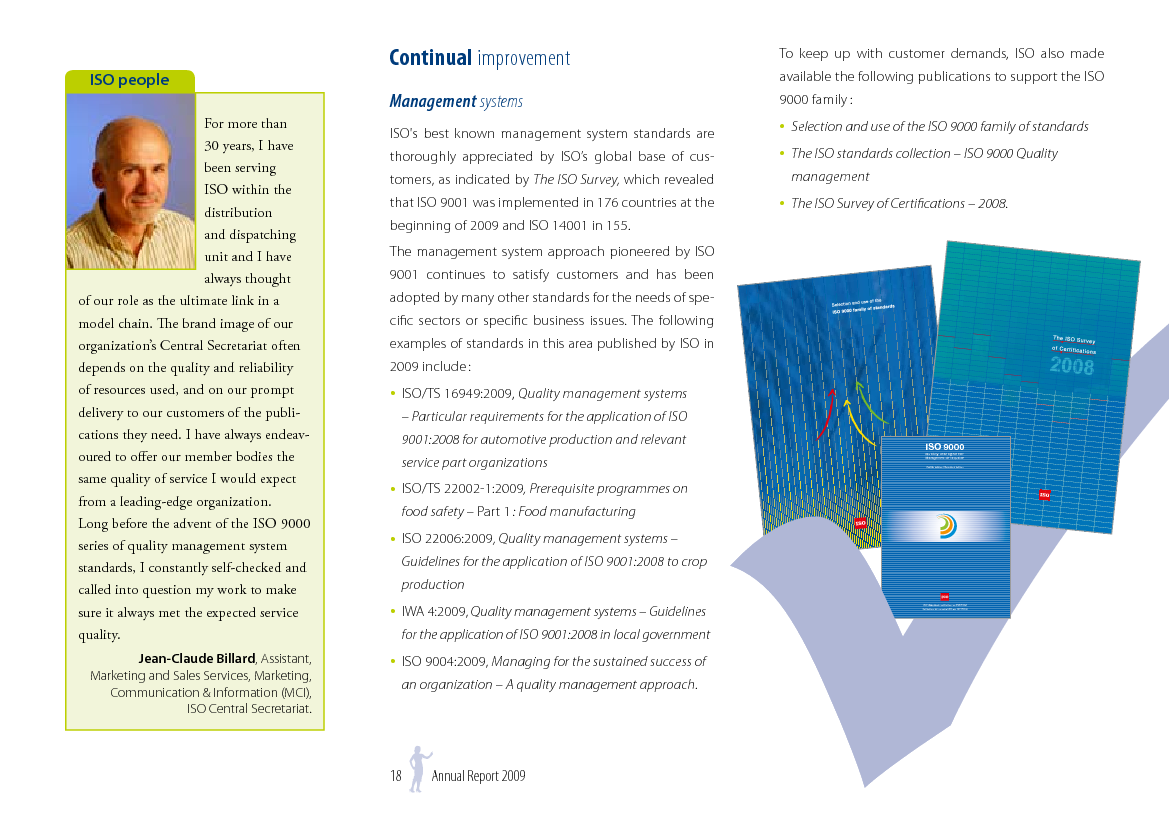 ISO people
For more than
30 years, I have
been serving
ISO within the
distribution
and dispatching
unit and I have
always thought
of our role as the ultimate link in a
model chain. The brand image of our
organization’s Central Secretariat often
depends on the quality and reliability
of resources used, and on our prompt
delivery to our customers of the publi-
cations they need. I have always endeav-
oured to offer our member bodies the
same quality of service I would expect
from a leading-edge organization.
Long before the advent of the ISO 9000
series of quality management system
standards, I constantly self-checked and
called into question my work to make
sure it always met the expected service
quality.
Jean-Claude Billard, Assistant,
Marketing and Sales Services, Marketing,
Communication & Information (MCI),
ISO Central Secretariat.
Continual improvement
Management systems
ISO’s best known management system standards are
thoroughly appreciated by ISO’s global base of cus-
tomers, as indicated by The ISO Survey, which revealed
that ISO 9001 was implemented in 176 countries at the
beginning of 2009 and ISO 14001 in 155.
The management system approach pioneered by ISO
9001 continues to satisfy customers and has been
adopted by many other standards for the needs of spe-
cific sectors or specific business issues. The following
examples of standards in this area published by ISO in
2009 include :
• ISO/TS 16949:2009, Quality management systems
– Particular requirements for the application of ISO
9001:2008 for automotive production and relevant
service part organizations
• ISO/TS 22002-1:2009, Prerequisite programmes on
food safety – Part 1 : Food manufacturing
• ISO 22006:2009, Quality management systems –
Guidelines for the application of ISO 9001:2008 to crop
production
• IWA 4:2009, Quality management systems – Guidelines
for the application of ISO 9001:2008 in local government
• ISO 9004:2009, Managing for the sustained success of
an organization – A quality management approach.
To keep up with customer demands, ISO also made
available the following publications to support the ISO
9000 family :
• Selection and use of the ISO 9000 family of standards
• The ISO standards collection – ISO 9000 Quality
management
• The ISO Survey of Certifications – 2008.
Selection and use of the
ISO 9000 family of standards
ISO
The ISO Survey
of Certifications
2008
ISO
ISO 9000
ISO
18 Annual Report 2009